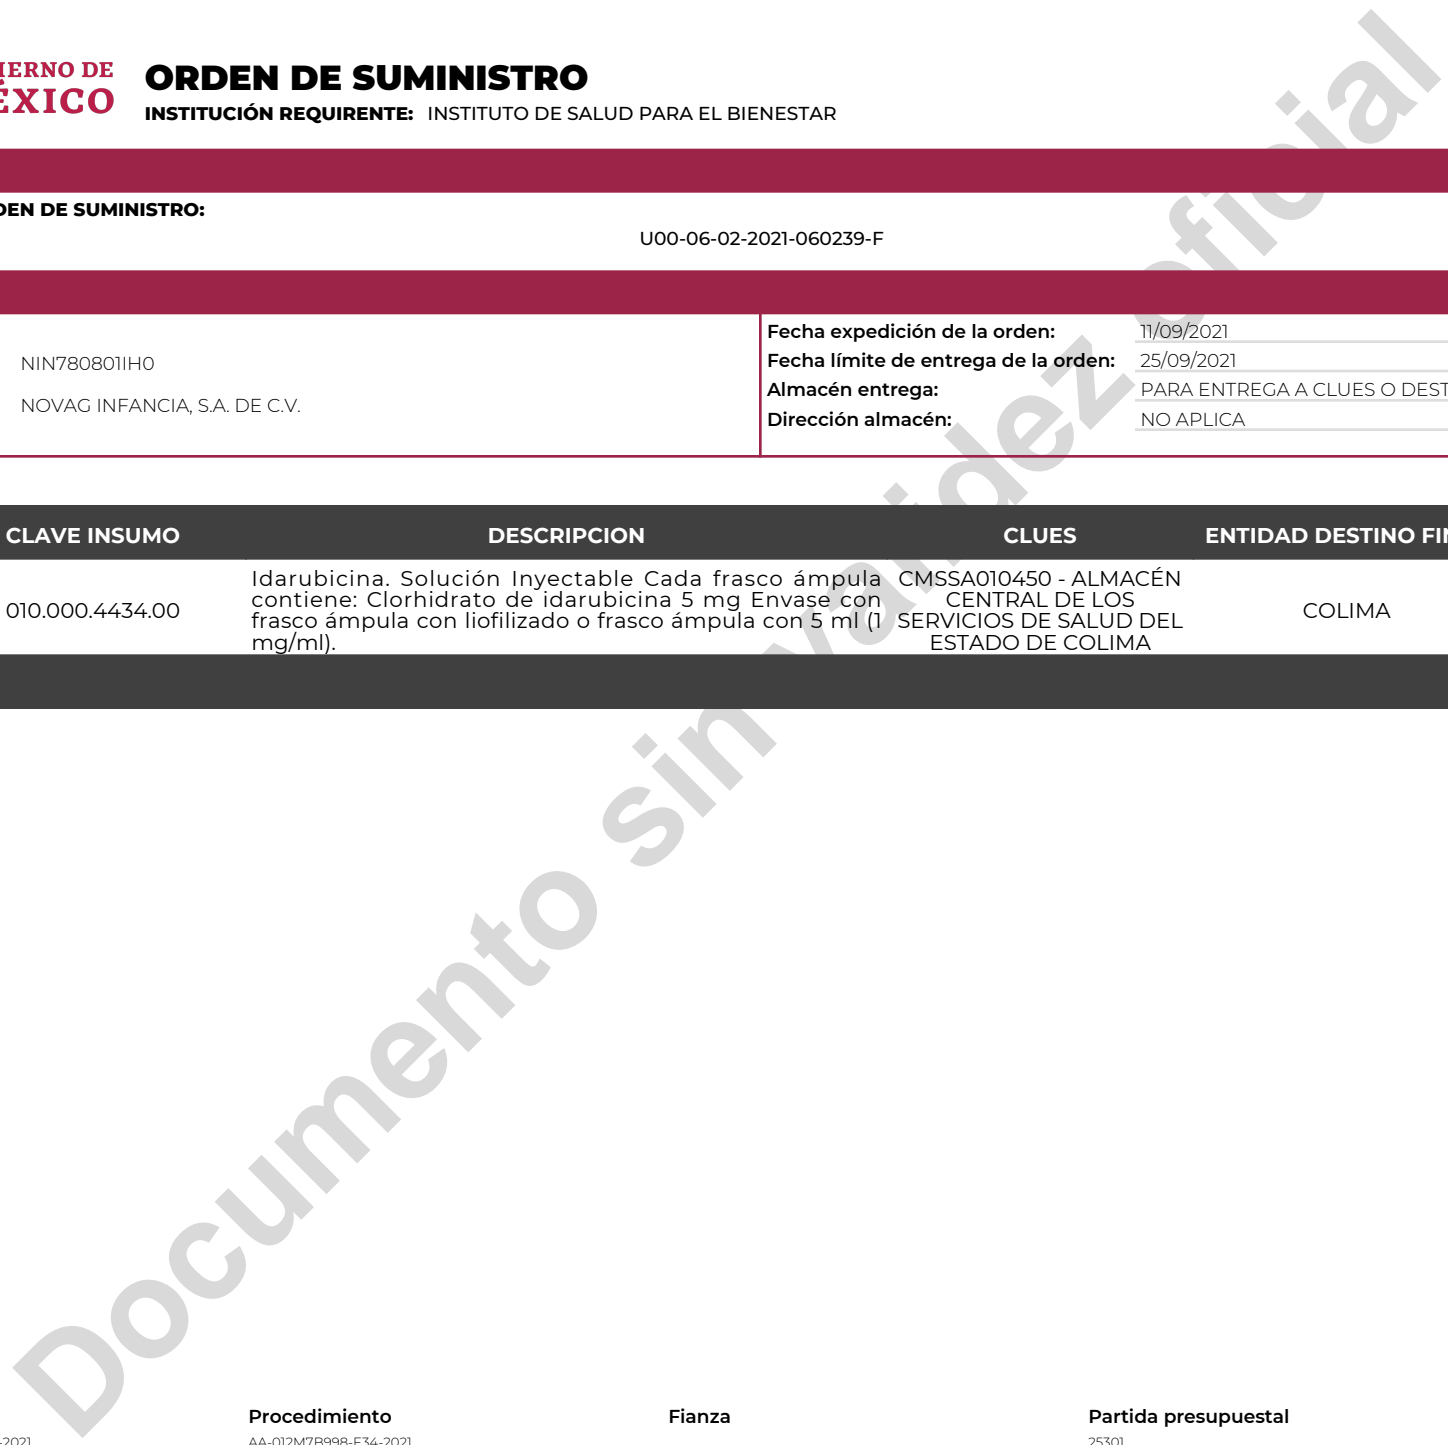 IERNO DE
ÉXICO
ORDEN DE SUMINISTRO
INSTITUCIÓN REQUIRENTE: INSTITUTO DE SALUD PARA EL BIENESTAR
DEN DE SUMINISTRO:
U00-06-02-2021-060239-F
NIN780801IH0
NOVAG INFANCIA, S.A. DE C.V.
Fecha expedición de la orden: 11/09/2021
Fecha límite de entrega de la orden: 25/09/2021
Almacén entrega: PARA ENTREGA A CLUES O DEST
Dirección almacén: NO APLICA
CLAVE INSUMO DESCRIPCION CLUES ENTIDAD DESTINO FIN
010.000.4434.00
Idarubicina. Solución Inyectable Cada frasco ámpula
contiene: Clorhidrato de idarubicina 5 mg Envase con
frasco ámpula con liofilizado o frasco ámpula con 5 ml (1
mg/ml).
CMSSA010450 - ALMACÉN
CENTRAL DE LOS
SERVICIOS DE SALUD DEL
ESTADO DE COLIMA
COLIMA
Documento sin validez oficial
Procedimiento Fianza Partida presupuestal
-2021 AA-012M7B998-E34-2021 25301